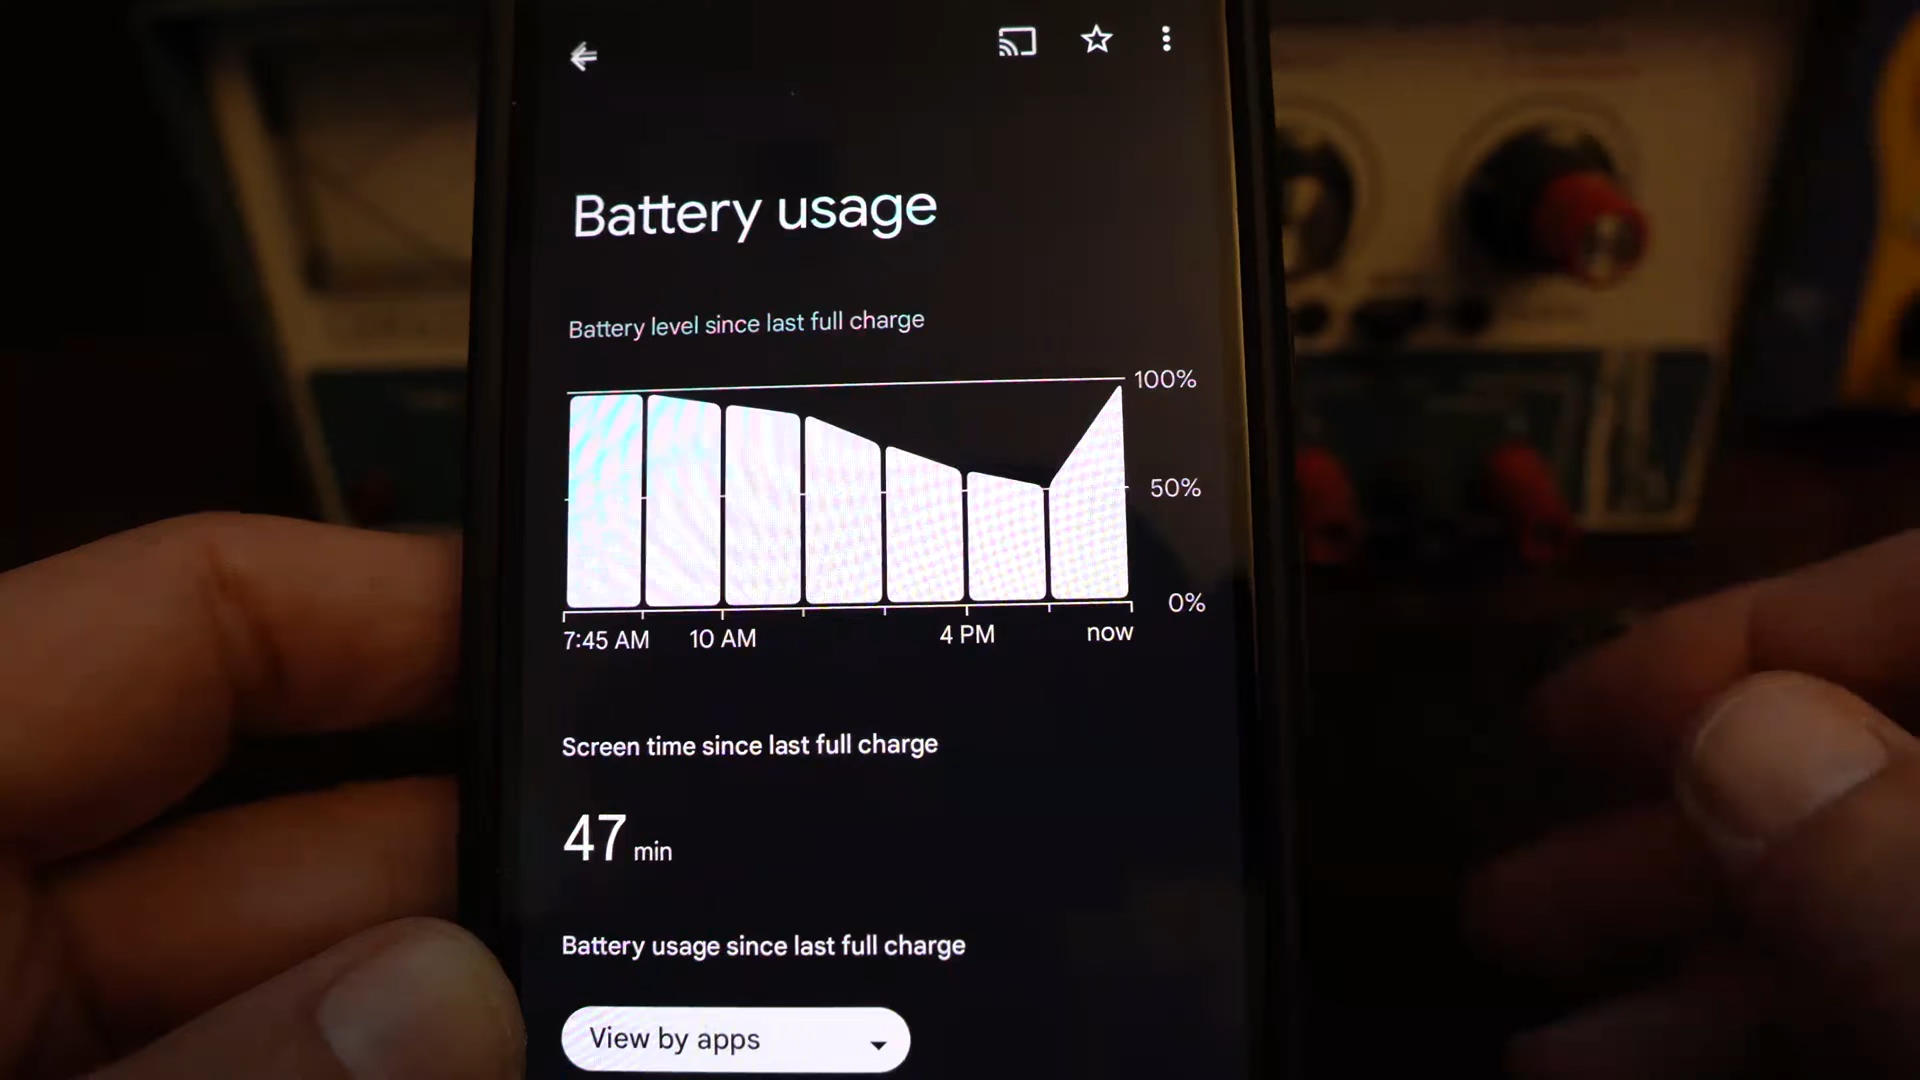 Battery usage
Battery level since last full charge
100%
50%
0%
7:45 AM 10 AM 4 PM now
Screen time since last full charge
47 min
Battery usage since last full charge
View by apps